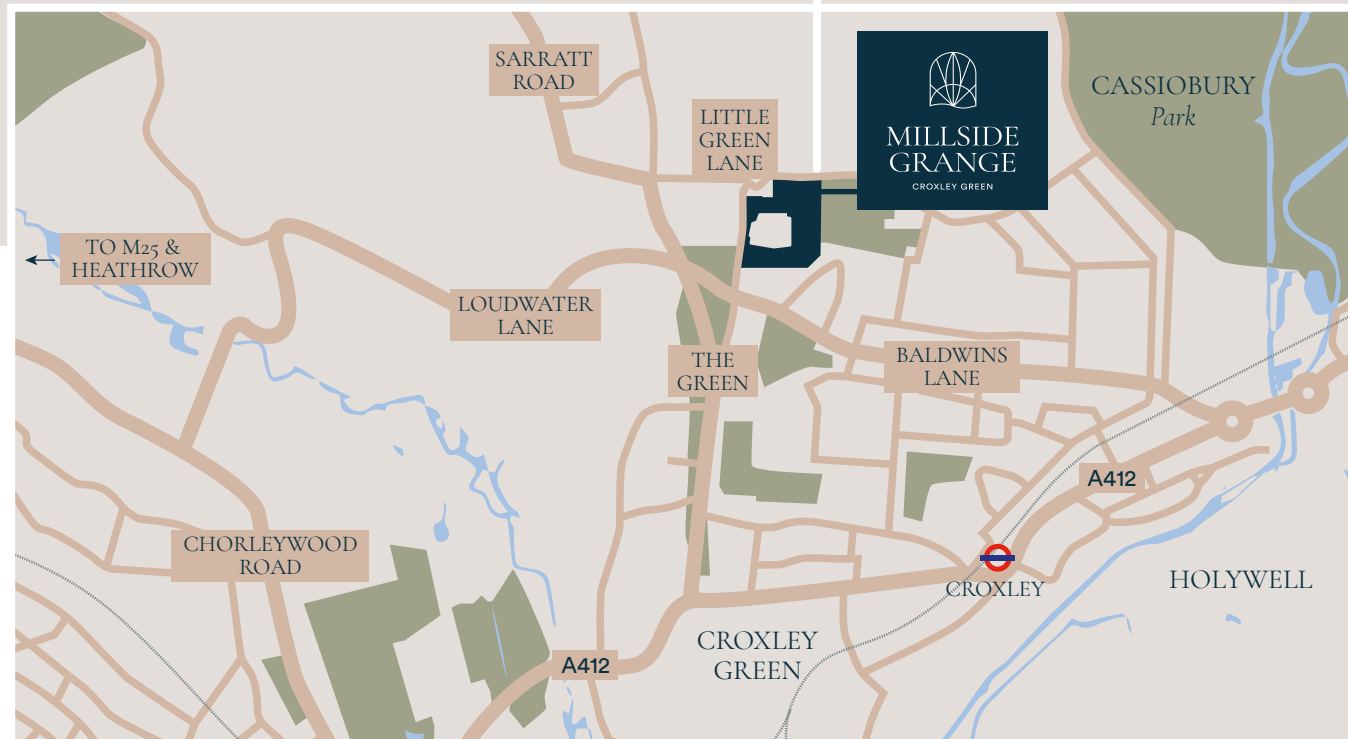 SARRATT
ROAD
LITTLE
GREEN
LANE
MILLSIDE
GRANGE
CROXLEY GREEN
CASSIOBURY
Park
TO M25 &
HEATHROW
LOUDWATER
LANE
THE
GREEN
BALDWINS
LANE
A412
CHORLEYWOOD
ROAD
CROXLEY
HOLYWELL
CROXLEY
GREEN
A412